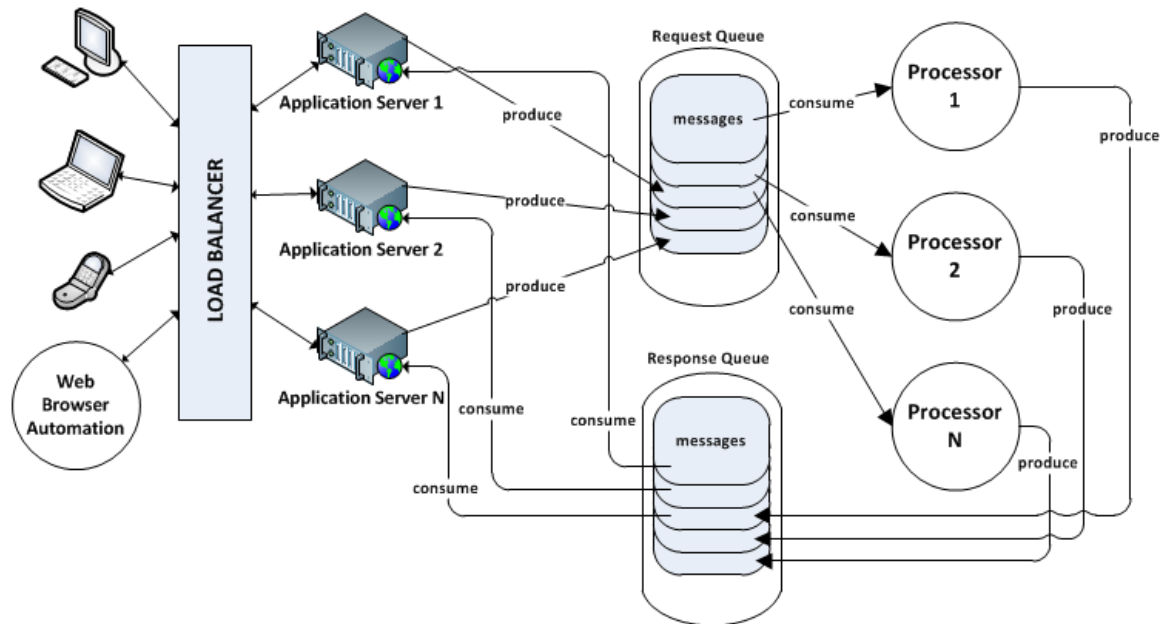 Request Queue
Processor
1
consume
messages
Application Server 1
produce
produce
LOAD BALANCER
consume
Processor
2
produce
Application Server 2
produce
produce
consume
Response Queue
Web
Browser
Automation
Application Server N
consume
consume
Processor
N
messages
produce
consume